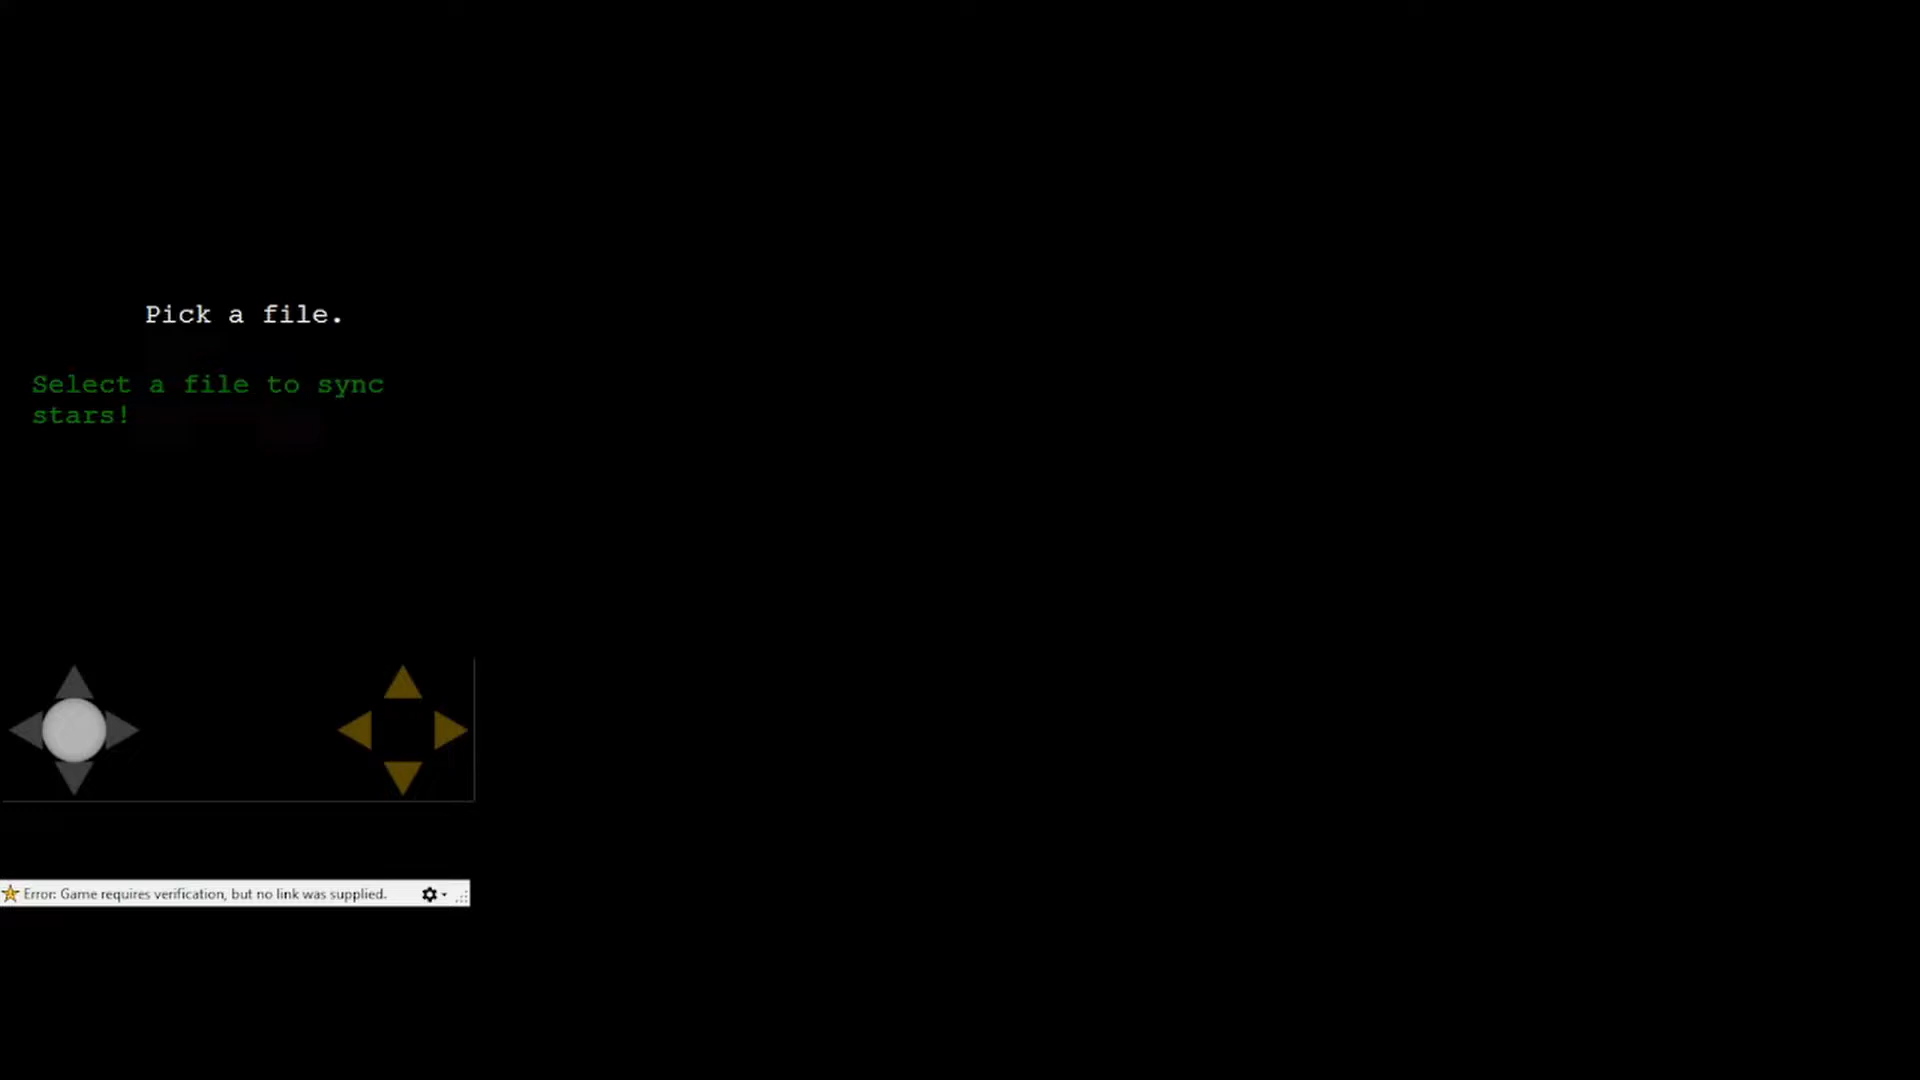 Pick a file.
Select a file to sync
stars!
Error: Game requires verification, but no link was supplied.